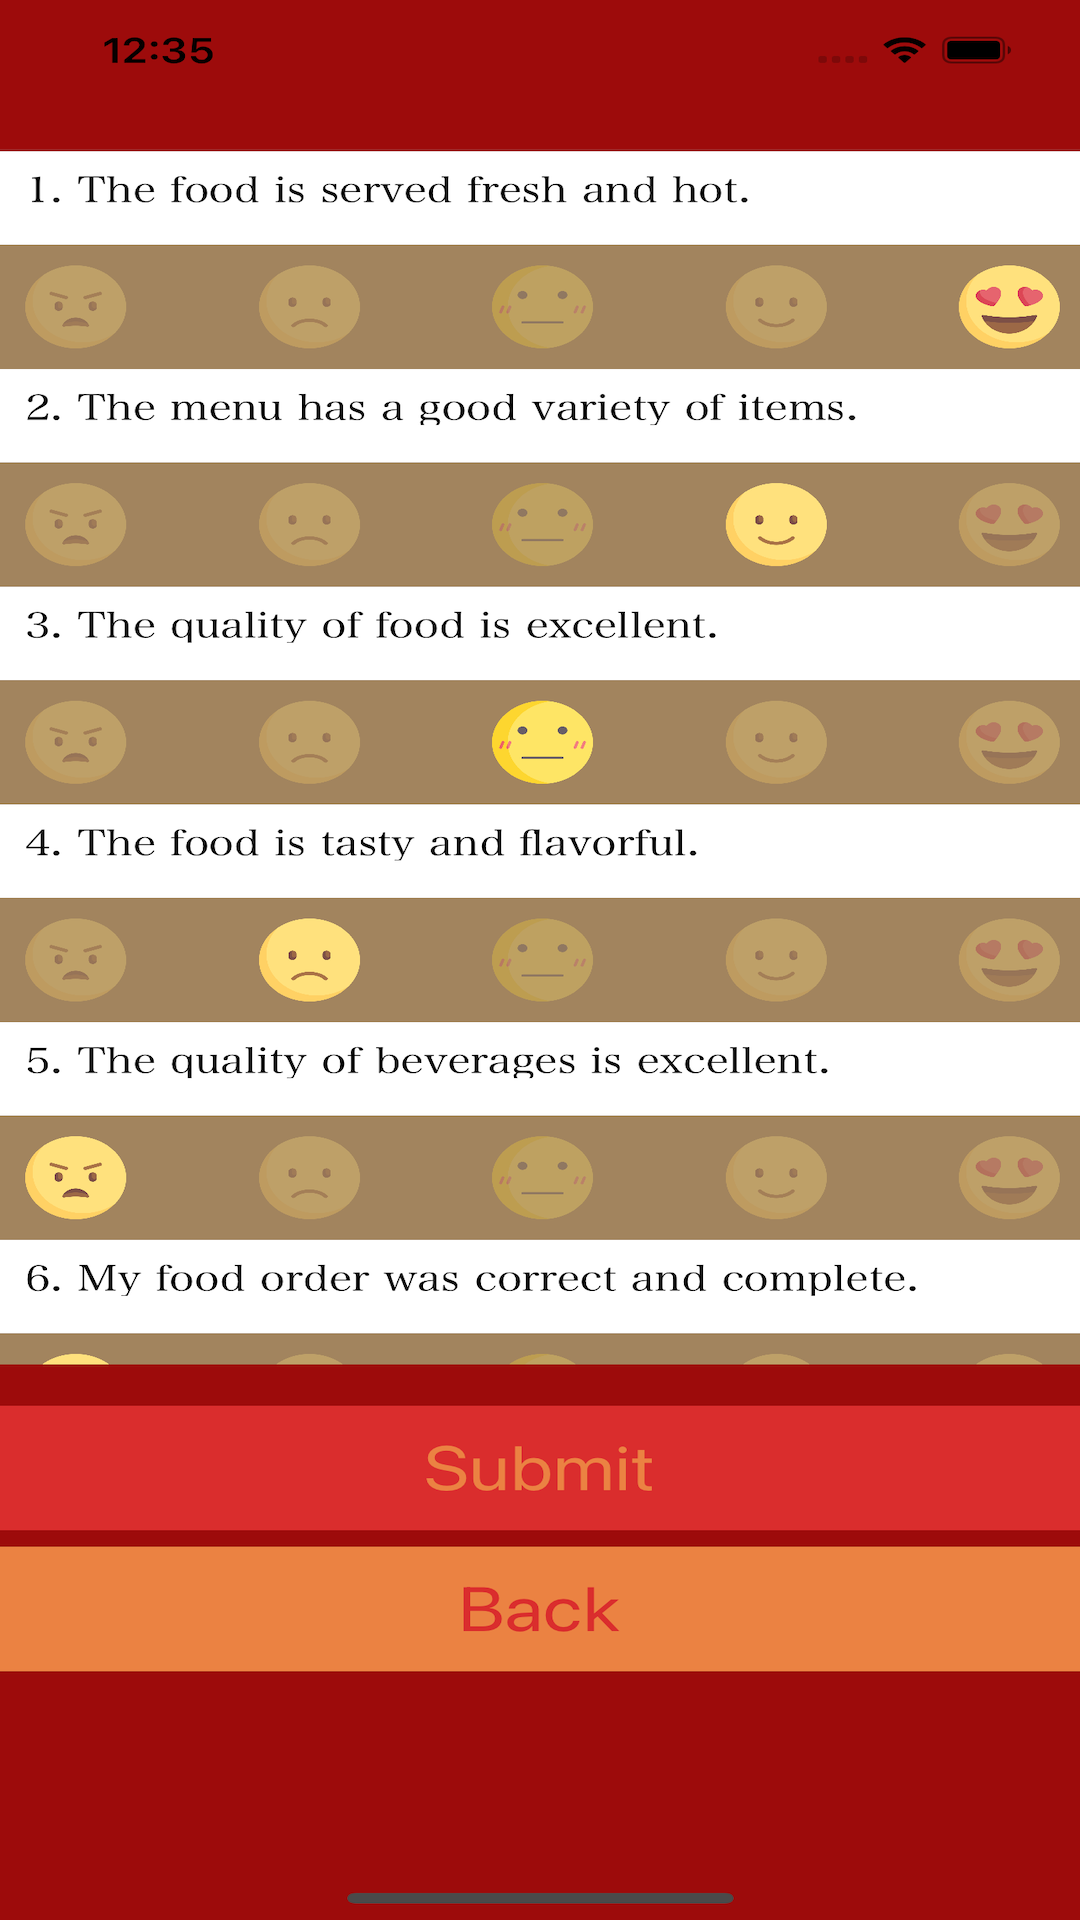 12:35
1. The food is served fresh and hot.
2. The menu has a good variety of items.
3. The quality of food is excellent.
4. The food is tasty and flavorful.
5. The quality of beverages is excellent.
6. My food order was correct and complete.
Submit
Back